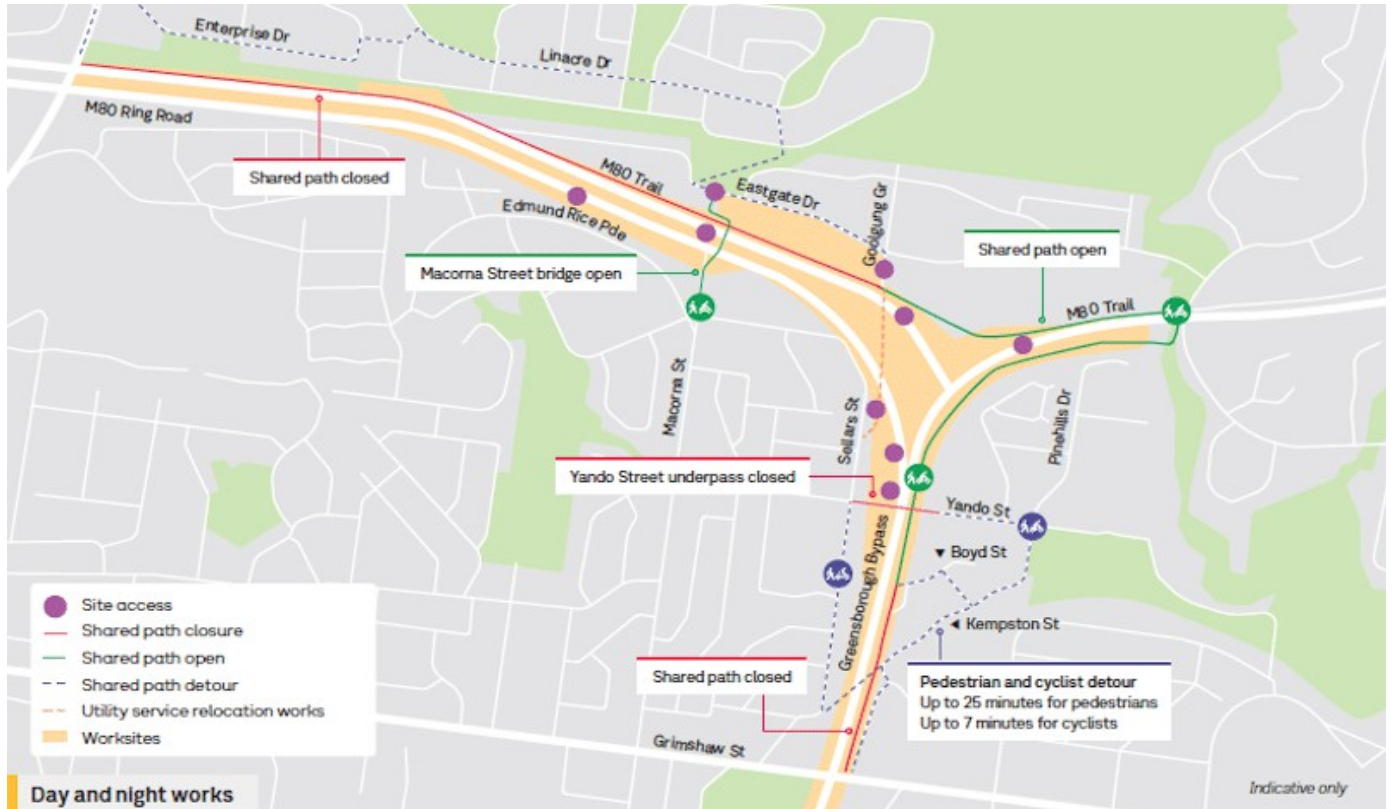 Enterprise Dr
Linacre Dr
M80 Ring Road
Shared path closed
M80 Trail
Eastgate Dr
Edmund Rice Pde
Goolgung Gr
Shared path open
Macorna Street bridge open
M80 Trail
Macorna St
Sellars St
Pinehills Dr
Yando Street underpass closed
Yando St
Greensborough Bypass
▼ Boyd St
◄ Kempston St
Shared path closed
Pedestrian and cyclist detour
Up to 25 minutes for pedestrians
Up to 7 minutes for cyclists
Grimshaw St
Site access
Shared path closure
Shared path open
Shared path detour
Utility service relocation works
Worksites
Day and night works
Indicative only